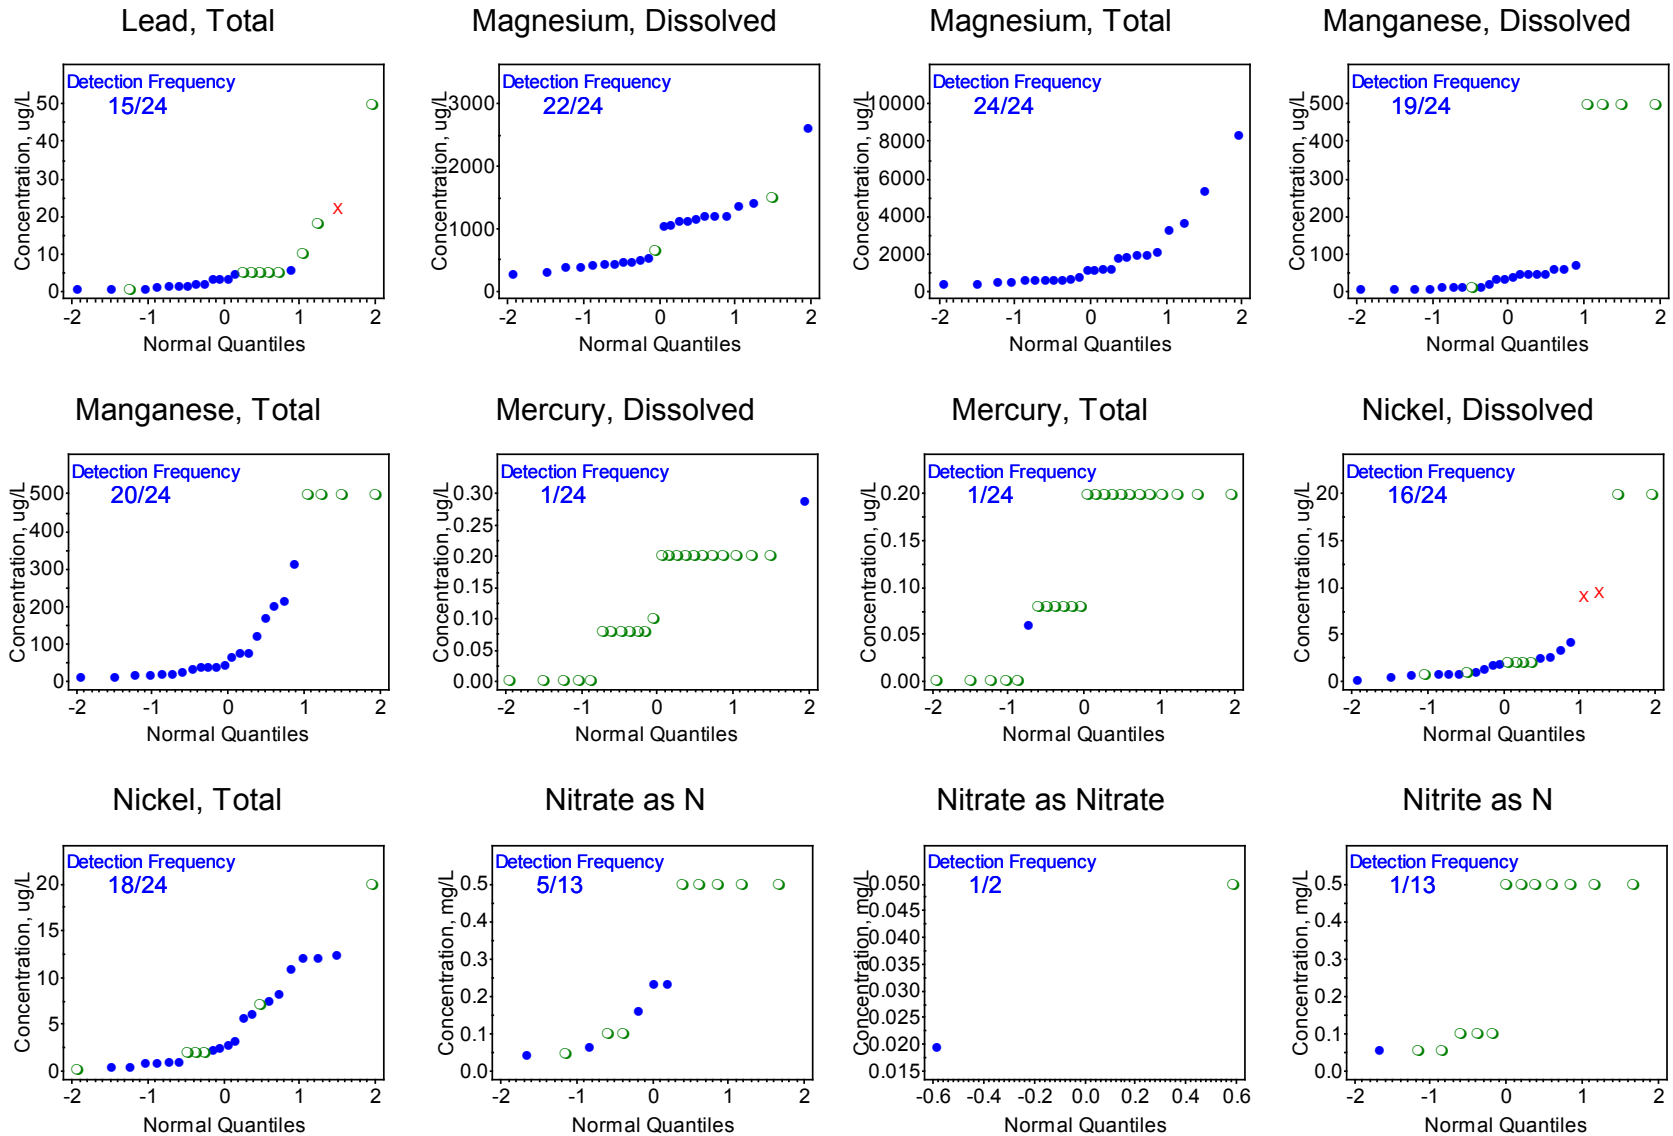 Lead, Total
Magnesium, Dissolved
Magnesium, Total
Manganese, Dissolved
Detection Frequency
15/24
Concentration, ug/L
50
40
30
20
10
0
-2 -1 0 1 2
Normal Quantiles
Detection Frequency
22/24
Concentration, ug/L
3000
2000
1000
0
-2 -1 0 1 2
Normal Quantiles
Detection Frequency
24/24
Concentration, ug/L
10000
8000
6000
4000
2000
0
-2 -1 0 1 2
Normal Quantiles
Detection Frequency
19/24
Concentration, ug/L
500
400
300
200
100
0
-2 -1 0 1 2
Normal Quantiles
Manganese, Total
Mercury, Dissolved
Mercury, Total
Nickel, Dissolved
Detection Frequency
20/24
Concentration, ug/L
500
400
300
200
100
0
-2 -1 0 1 2
Normal Quantiles
Detection Frequency
1/24
Concentration, ug/L
0.30
0.25
0.20
0.15
0.10
0.05
0.00
-2 -1 0 1 2
Normal Quantiles
Detection Frequency
1/24
Concentration, ug/L
0.20
0.15
0.10
0.05
0.00
-2 -1 0 1 2
Normal Quantiles
Detection Frequency
16/24
Concentration, ug/L
20
15
10
5
0
-2 -1 0 1 2
Normal Quantiles
Nickel, Total
Nitrate as N
Nitrate as Nitrate
Nitrite as N
Detection Frequency
18/24
Concentration, ug/L
20
15
10
5
0
-2 -1 0 1 2
Normal Quantiles
Detection Frequency
5/13
Concentration, mg/L
0.5
0.4
0.3
0.2
0.1
0.0
-2 -1 0 1 2
Normal Quantiles
Detection Frequency
1/2
Concentration, mg/L
0.050
0.045
0.040
0.035
0.030
0.025
0.020
0.015
-0.6 -0.4 -0.2 0.0 0.2 0.4 0.6
Normal Quantiles
Detection Frequency
1/13
Concentration, mg/L
0.5
0.4
0.3
0.2
0.1
0.0
-2 -1 0 1 2
Normal Quantiles